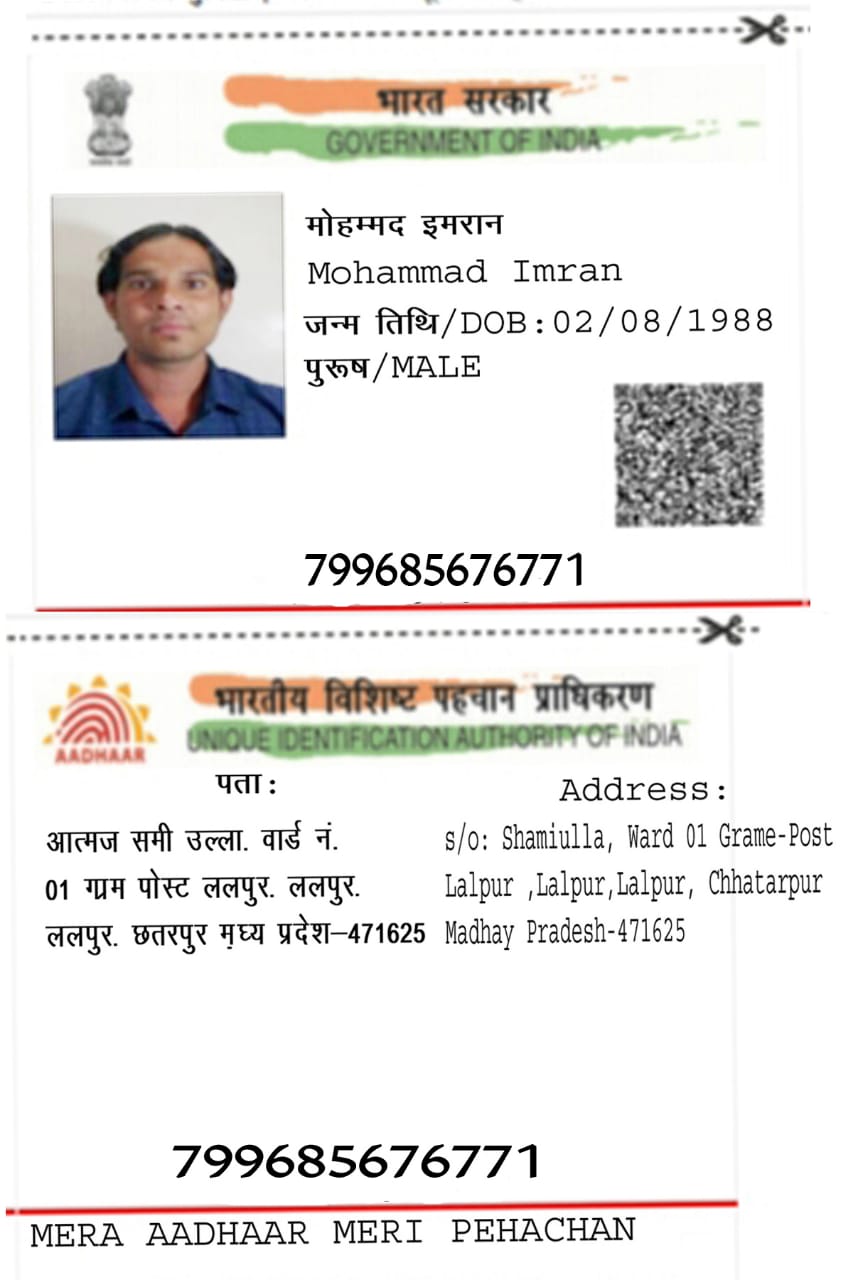 भारत सरकार
GOVERNMENT OF INDIA
मोहम्मद इमरान
Mohammad Imran
जन्म तिथि/DOB:02/08/1988
पुरूष/MALE
799685676771
भारतीय विशिष्ट पहचान प्राधिकरण
UNIQUE IDENTIFICATION AUTHORITY OF INDIA
AADHAAR
पता :
आत्मज समी उल्ला. वार्ड नं.
01 गाम पोस्ट ललपुर. ललपुर.
ललपुर. छतरपुर म़घ्य प्रदेश–471625
Address:
s/o: Shamiulla, Ward 01 Grame-Post
Lalpur ,Lalpur,Lalpur, Chhatarpur
Madhay Pradesh-471625
799685676771
MERA AADHAAR MERI PEHACHAN